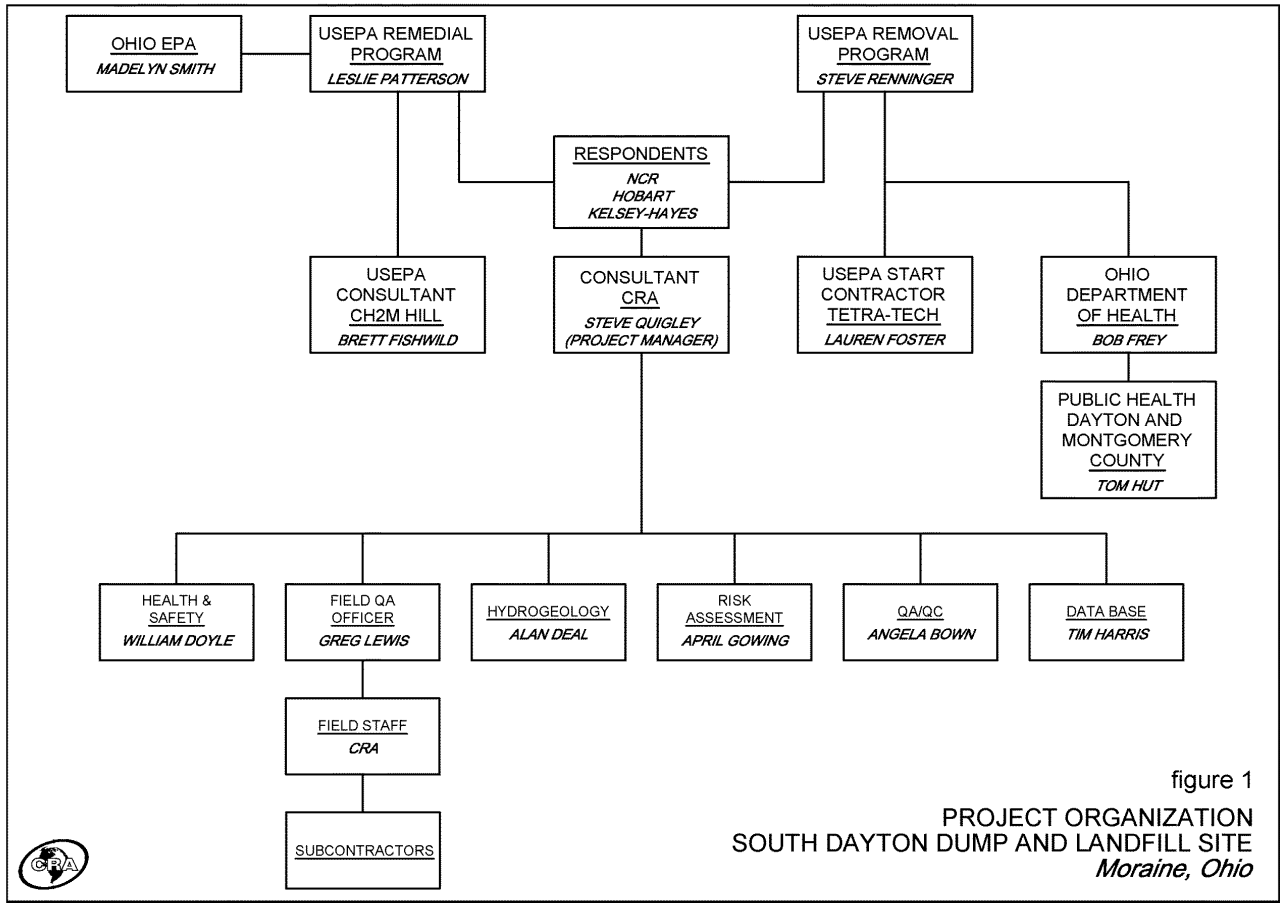 OHIO EPA
MADELYN SMITH
USEPA REMEDIAL
PROGRAM
LESLIE PATTERSON
USEPA REMOVAL
PROGRAM
STEVE RENNINGER
RESPONDENTS
NCR
HOBART
KELSEY-HAYES
USEPA
CONSULTANT
CH2M HILL
BRETT FISHWILD
CONSULTANT
CRA
STEVE QUIGLEY
(PROJECT MANAGER)
USEPA START
CONTRACTOR
TETRA-TECH
LAUREN FOSTER
OHIO
DEPARTMENT
OF HEALTH
BOB FREY
PUBLIC HEALTH
DAYTON AND
MONTGOMERY
COUNTY
TOM HUT
HEALTH &
SAFETY
WILLIAM DOYLE
FIELD QA
OFFICER
GREG LEWIS
HYDROGEOLOGY
ALAN DEAL
RISK
ASSESSMENT
APRIL GOWING
QA/QC
ANGELA BOWN
DATA BASE
TIM HARRIS
FIELD STAFF
CRA
SUBCONTRACTORS
figure 1
PROJECT ORGANIZATION
SOUTH DAYTON DUMP AND LANDFILL SITE
Moraine, Ohio
CRA